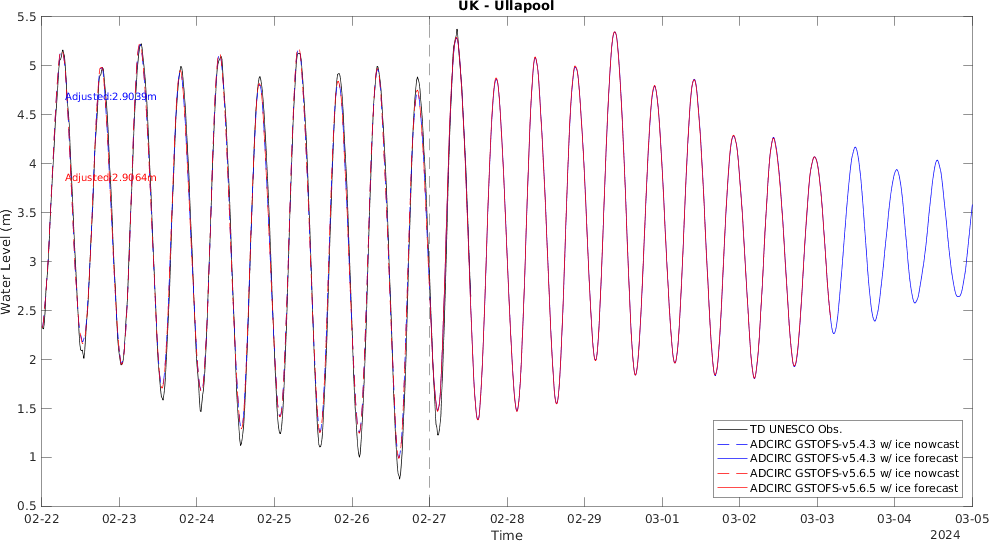 UK - Ullapool
5.5
5
4.5
4
3.5
3
2.5
2
1.5
1
0.5
Water Level (m)
Adjusted:2.9039m
Adjusted:2.9064m
TD UNESCO Obs.
ADCIRC GSTOFS-v5.4.3 w/ ice nowcast
ADCIRC GSTOFS-v5.4.3 w/ ice forecast
ADCIRC GSTOFS-v5.6.5 w/ ice nowcast
ADCIRC GSTOFS-v5.6.5 w/ ice forecast
02-22 02-23 02-24 02-25 02-26 02-27 02-28 02-29 03-01 03-02 03-03 03-04 03-05
Time
2024